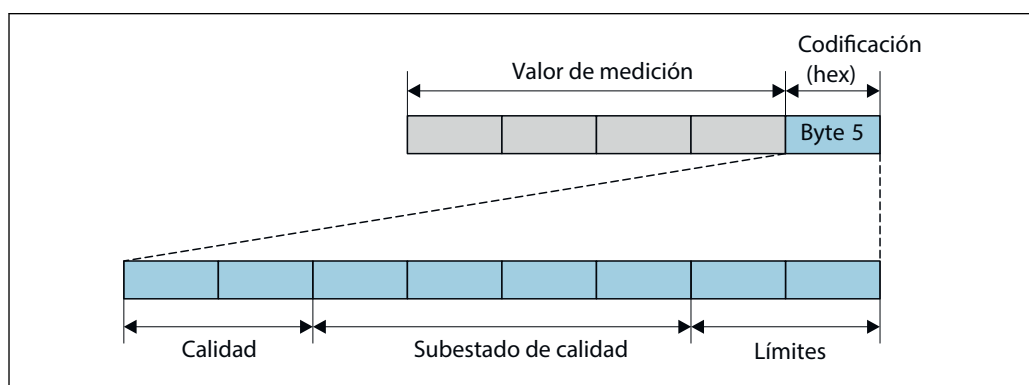 Codificación
Valor de medición
(hex)
Byte 5
Calidad
Subestado de calidad
Límites